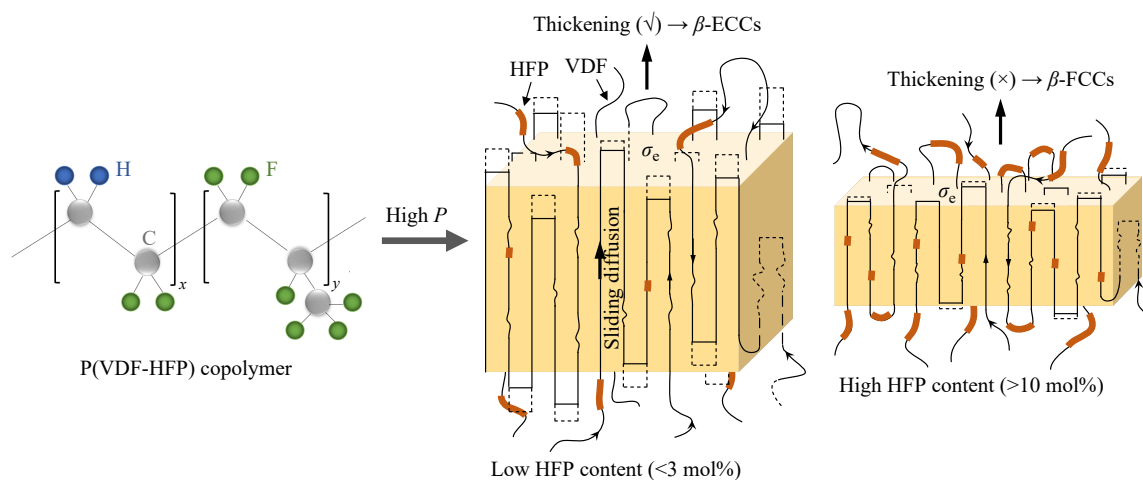 Thickening (√) → β-ECCs
HFP
VDF
σe
Sliding diffusion
Low HFP content (<3 mol%)
Thickening (×) → β-FCCs
σe
High HFP content (>10 mol%)
H
F
C
x
y
P(VDF-HFP) copolymer
High P